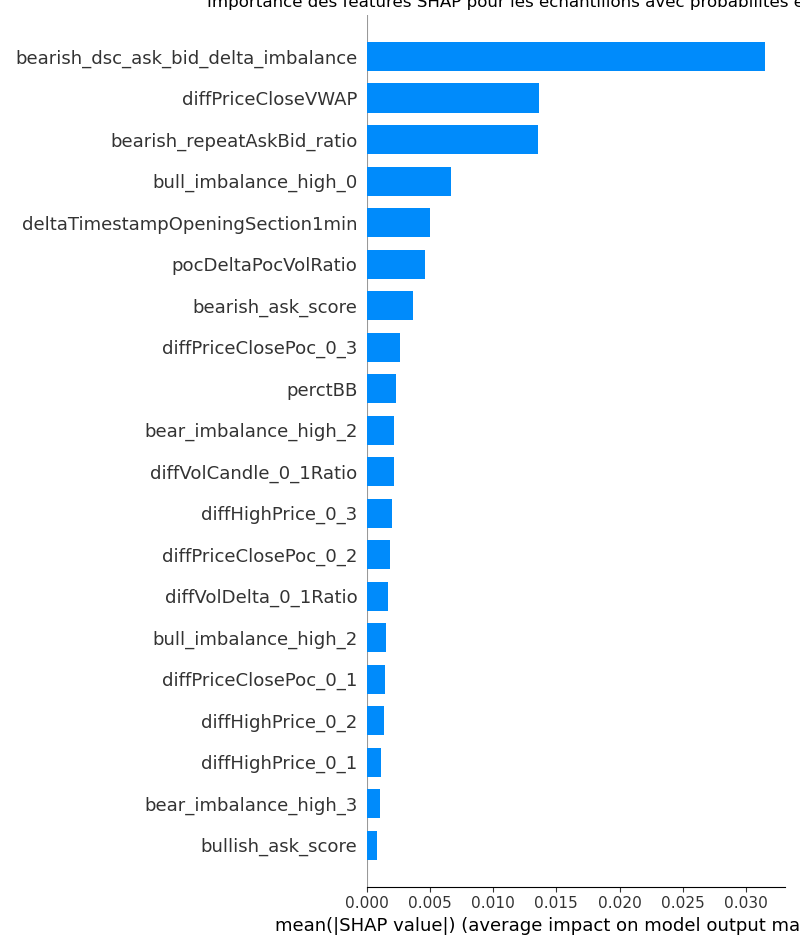 Importance des features SHAP pour les échantillons avec probabilités
bearish_dsc_ask_bid_delta_imbalance
diffPriceCloseVWAP
bearish_repeatAskBid_ratio
bull_imbalance_high_0
deltaTimestampOpeningSection1min
pocDeltaPocVolRatio
bearish_ask_score
diffPriceClosePoc_0_3
perctBB
bear_imbalance_high_2
diffVolCandle_0_1Ratio
diffHighPrice_0_3
diffPriceClosePoc_0_2
diffVolDelta_0_1Ratio
bull_imbalance_high_2
diffPriceClosePoc_0_1
diffHighPrice_0_2
diffHighPrice_0_1
bear_imbalance_high_3
bullish_ask_score
0.000 0.005 0.010 0.015 0.020 0.025 0.030
mean(|SHAP value|) (average impact on model output ma